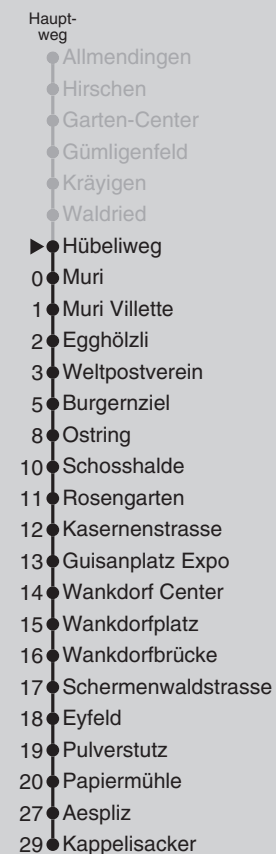 Haupt-
weg
Allmendingen
Hirschen
Garten-Center
Gümligenfeld
Kräyigen
Waldried
Hübeliweg
0 Muri
1 Muri Villette
2 Egghölzli
3 Weltpostverein
5 Burgernziel
8 Ostring
10 Schosshalde
11 Rosengarten
12 Kasernenstrasse
13 Guisanplatz Expo
14 Wankdorf Center
15 Wankdorfplatz
16 Wankdorfbrücke
17 Schermenwaldstrasse
18 Eyfeld
19 Pulverstutz
20 Papiermühle
27 Aespliz
29 Kappelisacker